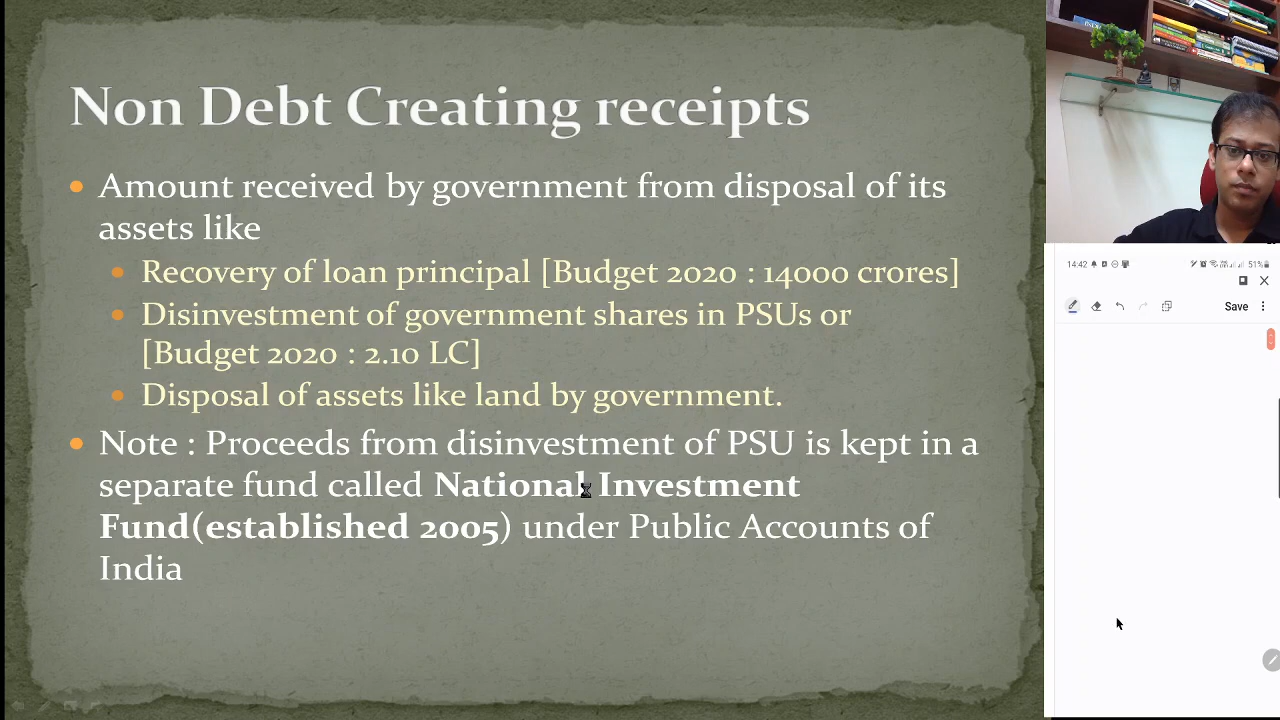 Non Debt Creating receipts
Amount received by government from disposal of its
assets like
Recovery of loan principal [Budget 2020 : 14000 crores]
Disinvestment of government shares in PSUs or
[Budget 2020 : 2.10 LC]
Disposal of assets like land by government.
Note : Proceeds from disinvestment of PSU is kept in a
separate fund called National Investment
Fund(established 2005) under Public Accounts of
India
14:42
51%
Save